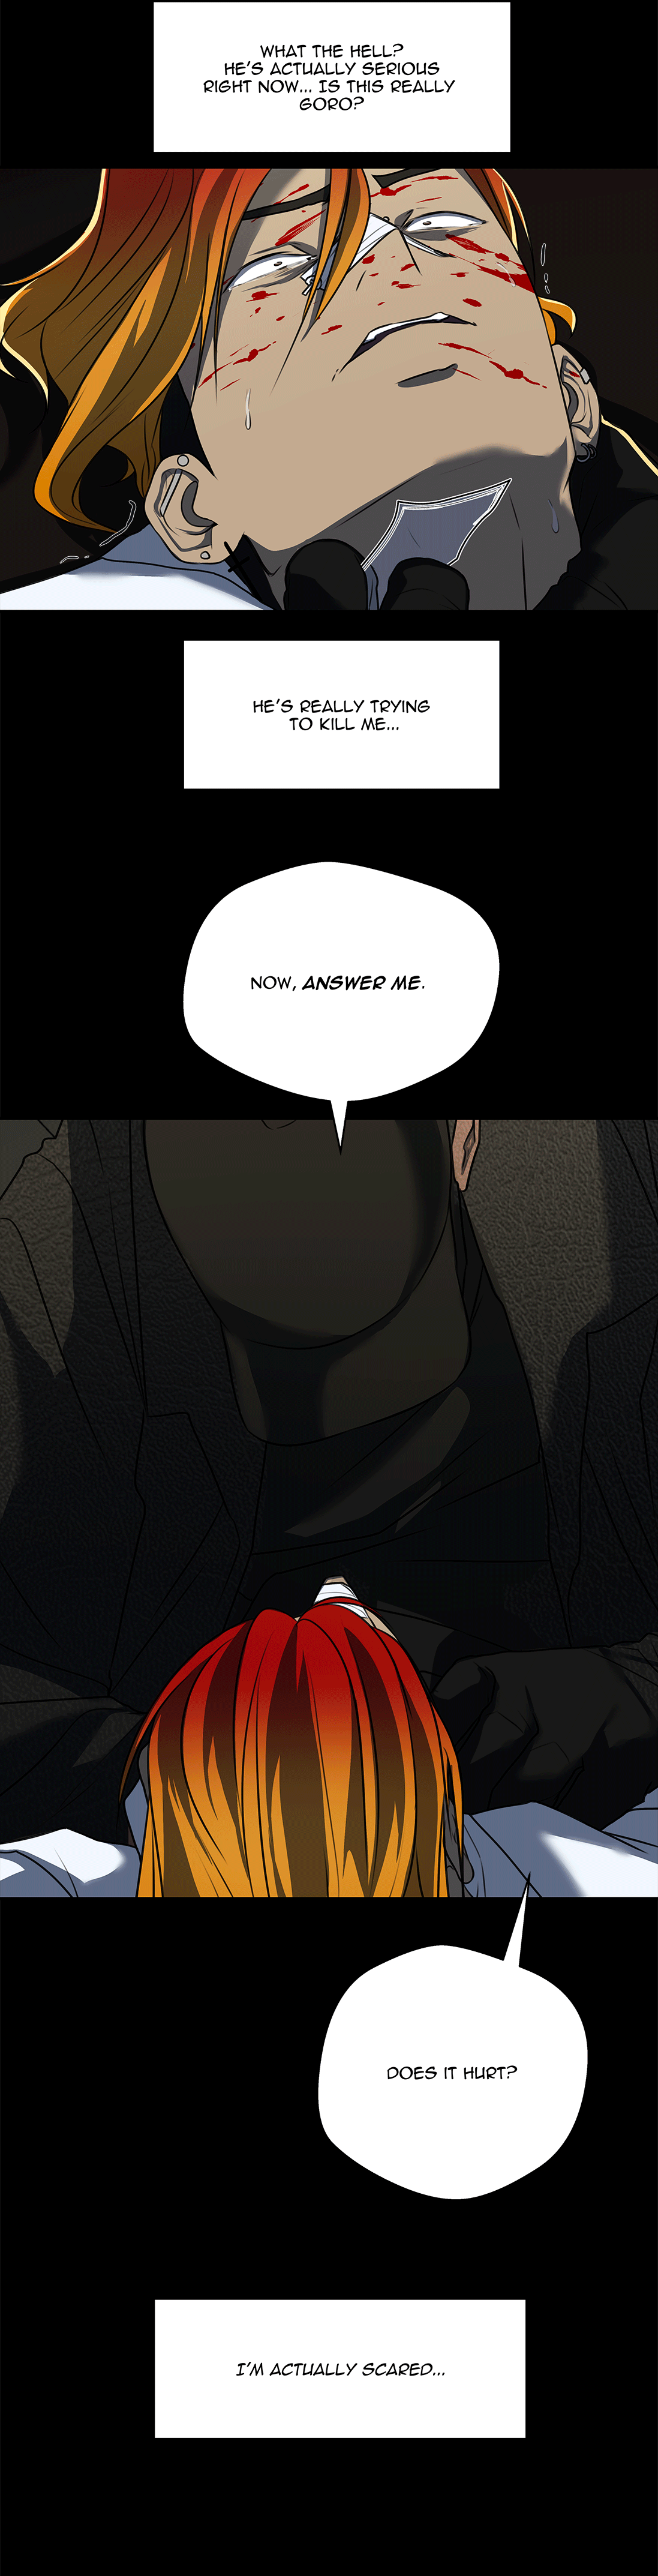 WHAT THE HELL?
HE'S ACTUALLY SERIOUS
RIGHT NOW... IS THIS REALLY
GORO?
HE'S REALLY TRYING
TO KILL ME...
NOW, ANSWER ME.
DOES IT HURT?
I'M ACTUALLY SCARED...